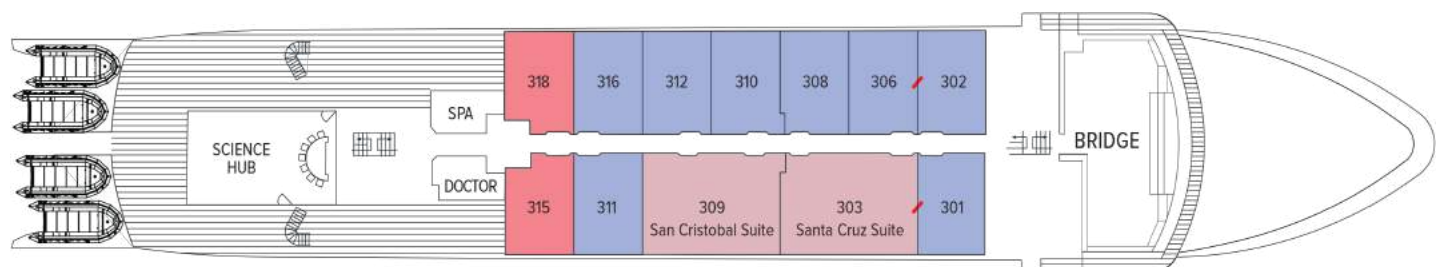 318
316
312
310
308
306
302
SPA
SCIENCE
HUB
BRIDGE
DOCTOR
315
311
309
San Cristobal Suite
303
Santa Cruz Suite
301